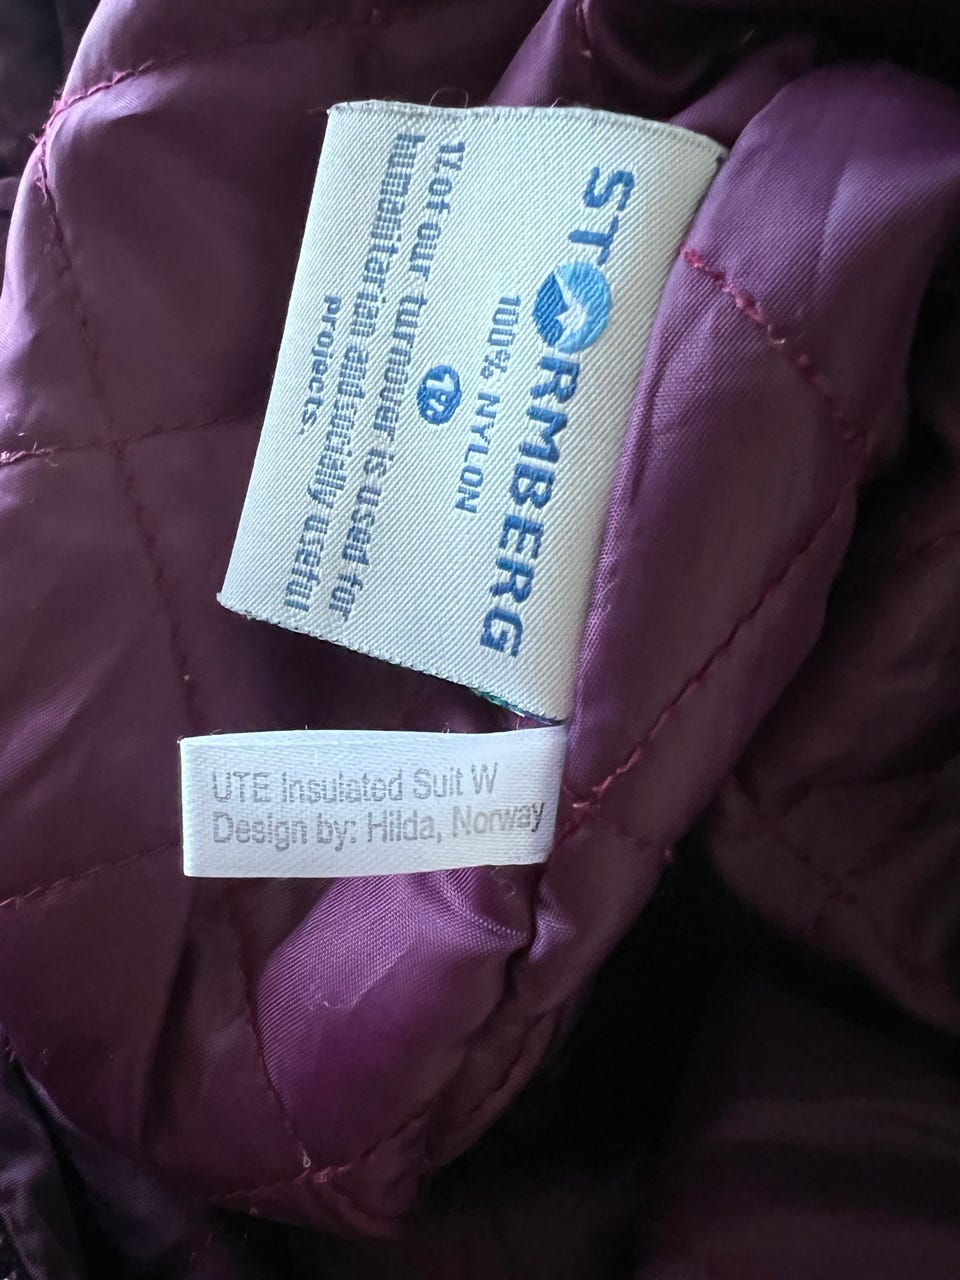 STORMBERG
100% NYLON
1%
1% of our turnover is used for
humanitarian and socially useful
projects.
UTE Insulated Suit W
Design by: Hilda, Norway